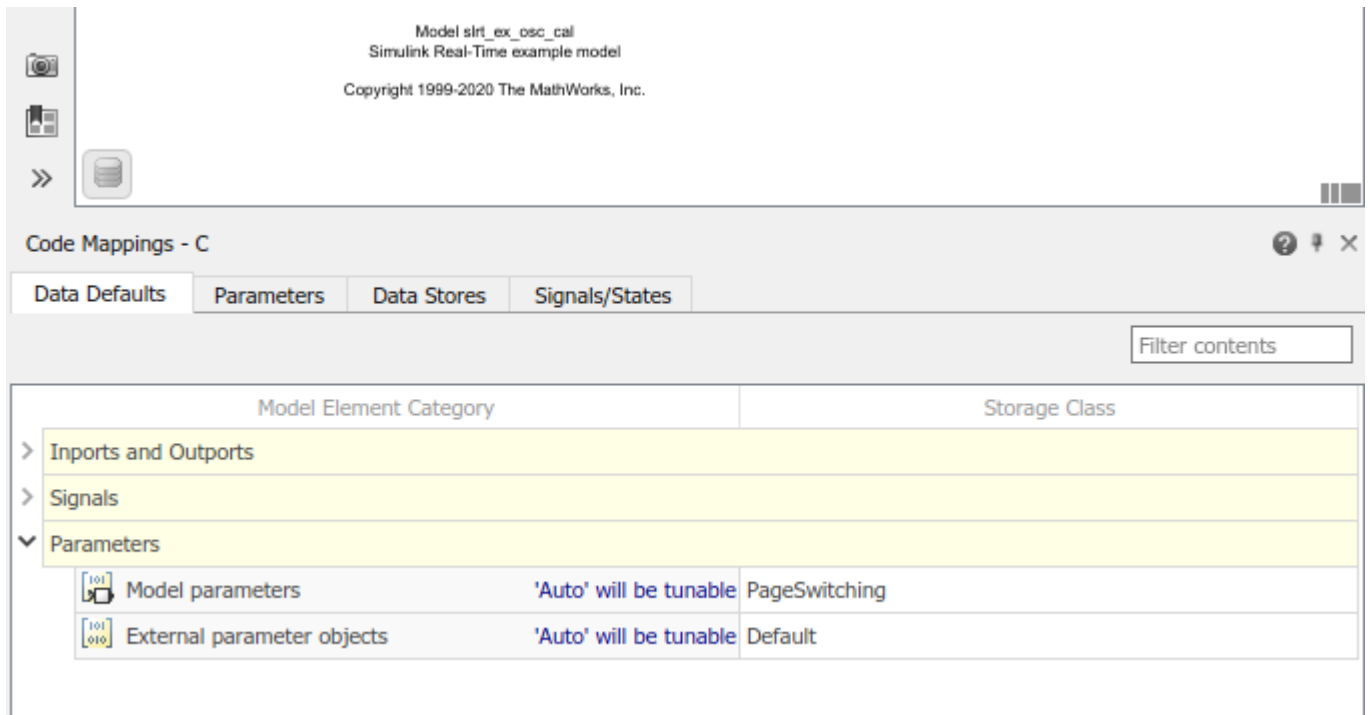 Model slrt_ex_osc_cal
Simulink Real-Time example model
Copyright 1999-2020 The MathWorks, Inc.
Code Mappings - C
Data Defaults Parameters Data Stores Signals/States
Filter contents
Model Element Category Storage Class
Inports and Outports
Signals
Parameters
Model parameters 'Auto' will be tunable PageSwitching
External parameter objects 'Auto' will be tunable Default